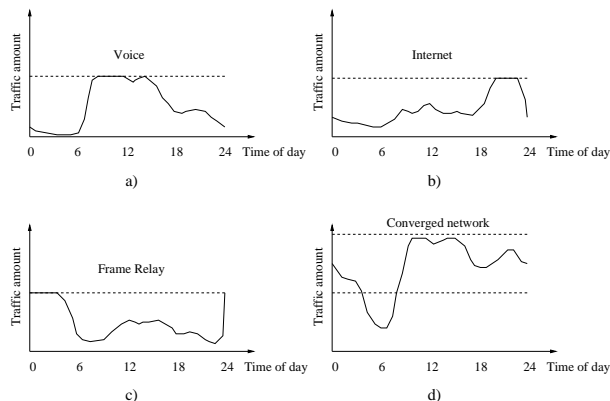 Traffic amount
Voice
0 6 12 18 24 Time of day
a)
Traffic amount
Internet
0 6 12 18 24 Time of day
b)
Traffic amount
Frame Relay
0 6 12 18 24 Time of day
c)
Traffic amount
Converged network
0 6 12 18 24 Time of day
d)